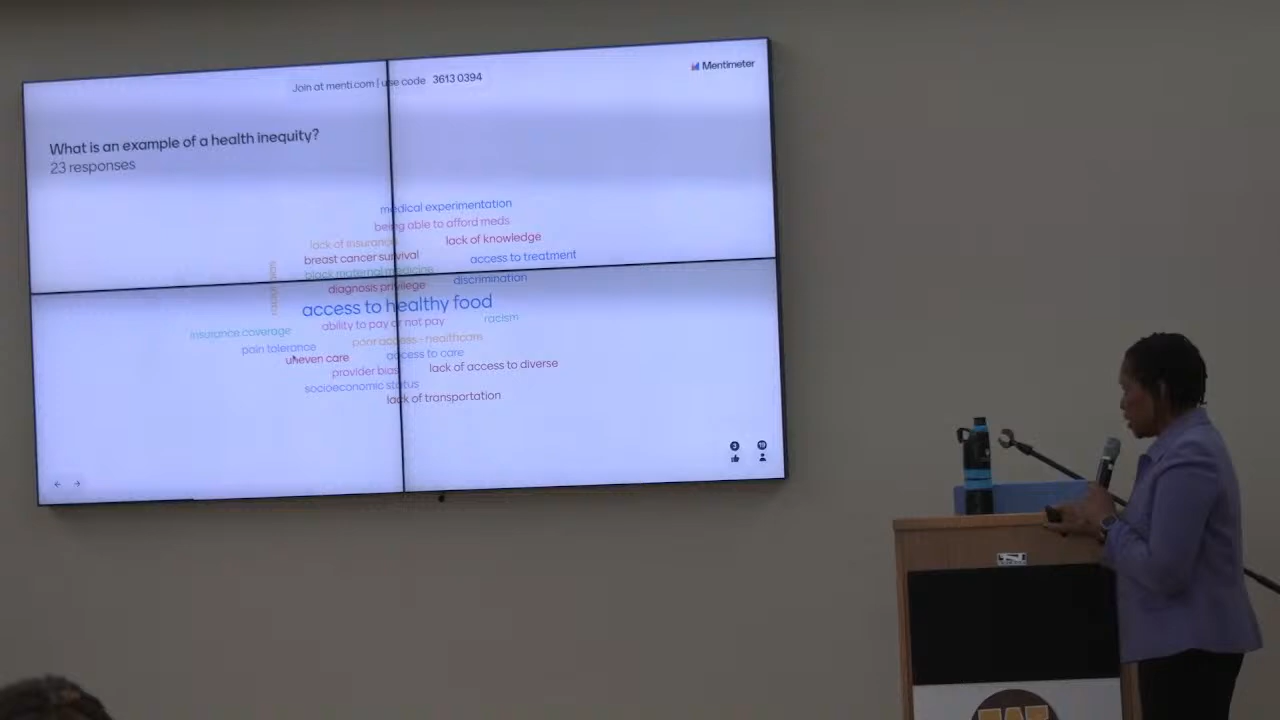 Join at menti.com | use code 3613 0394
Mentimeter
What is an example of a health inequity?
23 responses
medical experimentation
being able to afford meds
lack of insurance
lack of knowledge
breast cancer survival
access to treatment
black maternal medicine
discrimination
diagnosis privilege
access to healthy food
ability to pay or not pay
racism
insurance coverage
poor access - healthcare
pain tolerance
access to care
uneven care
lack of access to diverse
provider bias
socioeconomic status
lack of transportation